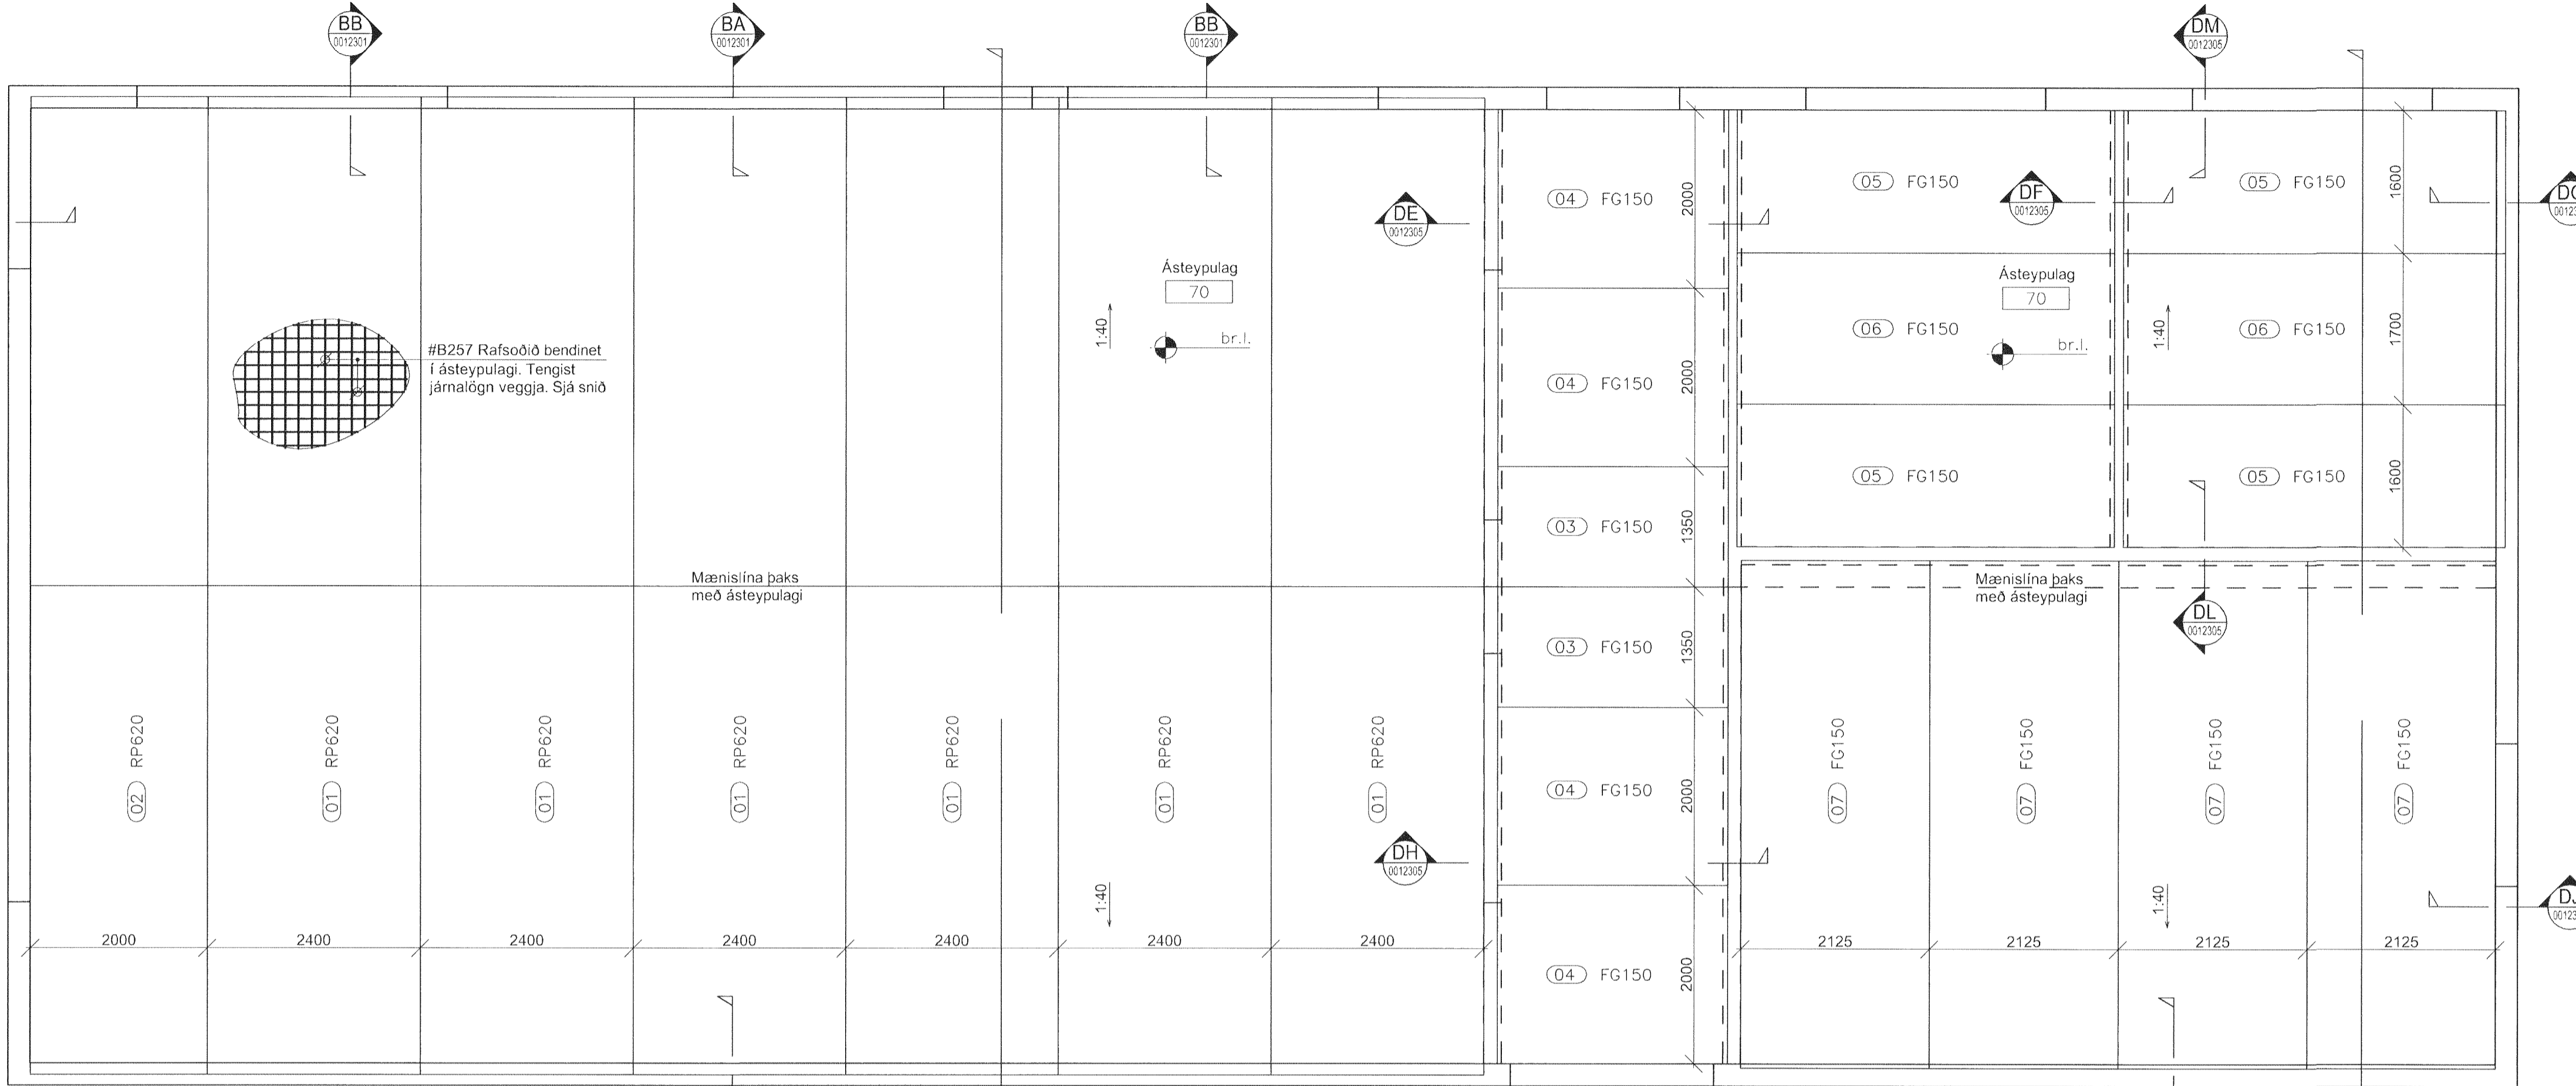 BB
0012301
BA
0012301
BB
0012301
DM
0012305
04 FG150
2000
05 FG150
DF
0012305
05 FG150
1600
DE
0012305
Ásteypulag
70
1:40
br.l.
Ásteypulag
70
06 FG150
br.l.
1:40
06 FG150
1700
#B257 Rafsoðið bendinet
í ásteypulagi. Tengist
járnalögn veggja. Sjá snið
04 FG150
2000
05 FG150
05 FG150
1600
03 FG150
1350
Mænislína þaks
með ásteypulagi
Mænislína þaks
með ásteypulagi
DL
0012305
03 FG150
1350
02 RP620
01 RP620
01 RP620
01 RP620
01 RP620
01 RP620
01 RP620
04 FG150
2000
07 FG150
07 FG150
07 FG150
07 FG150
DH
0012305
1:40
1:40
2000
2400
2400
2400
2400
2400
2400
04 FG150
2000
2125
2125
2125
2125